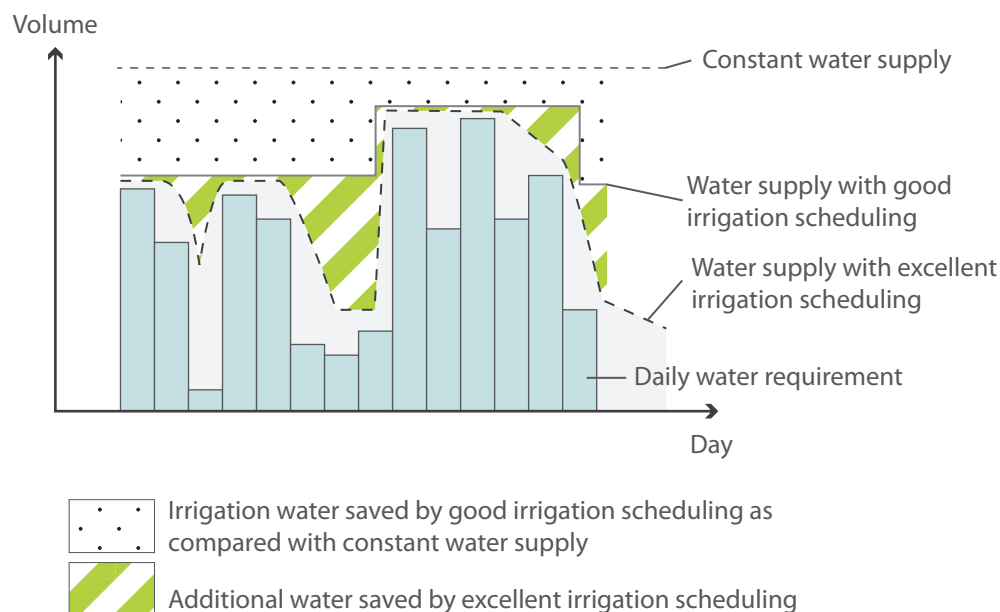 Volume
Constant water supply
Water supply with good
irrigation scheduling
Water supply with excellent
irrigation scheduling
Daily water requirement
Day
Irrigation water saved by good irrigation scheduling as
compared with constant water supply
Additional water saved by excellent irrigation scheduling